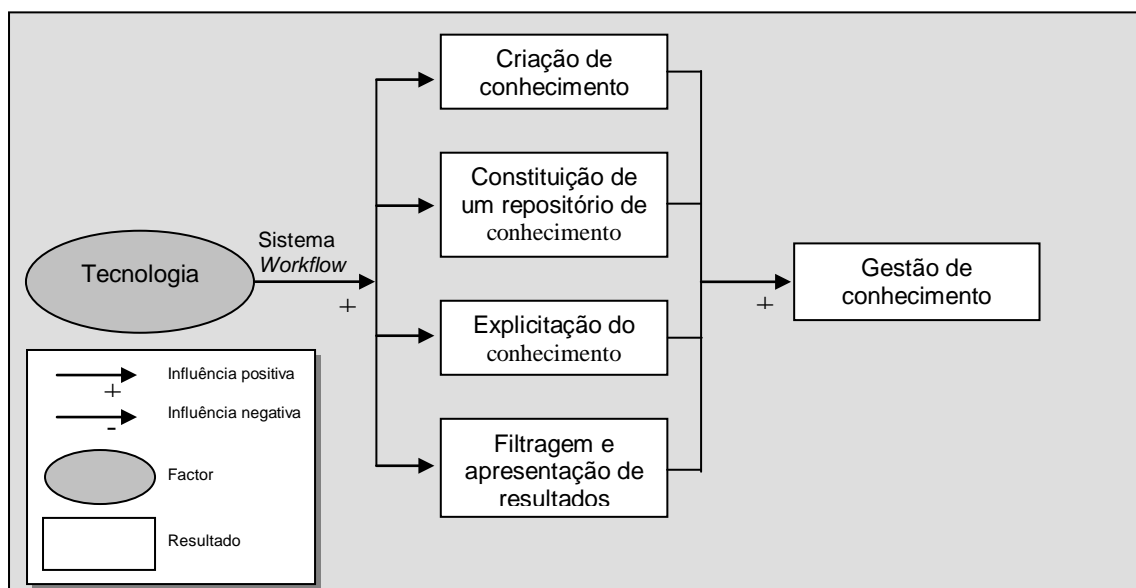 Criação de
conhecimento
Constituição de
um repositório de
conhecimento
Sistema
Workflow
+
Tecnologia
Explicitação do
conhecimento
Filtragem e
apresentação de
resultados
+
Gestão de
conhecimento
Influência positiva
+
Influência negativa
-
Factor
Resultado